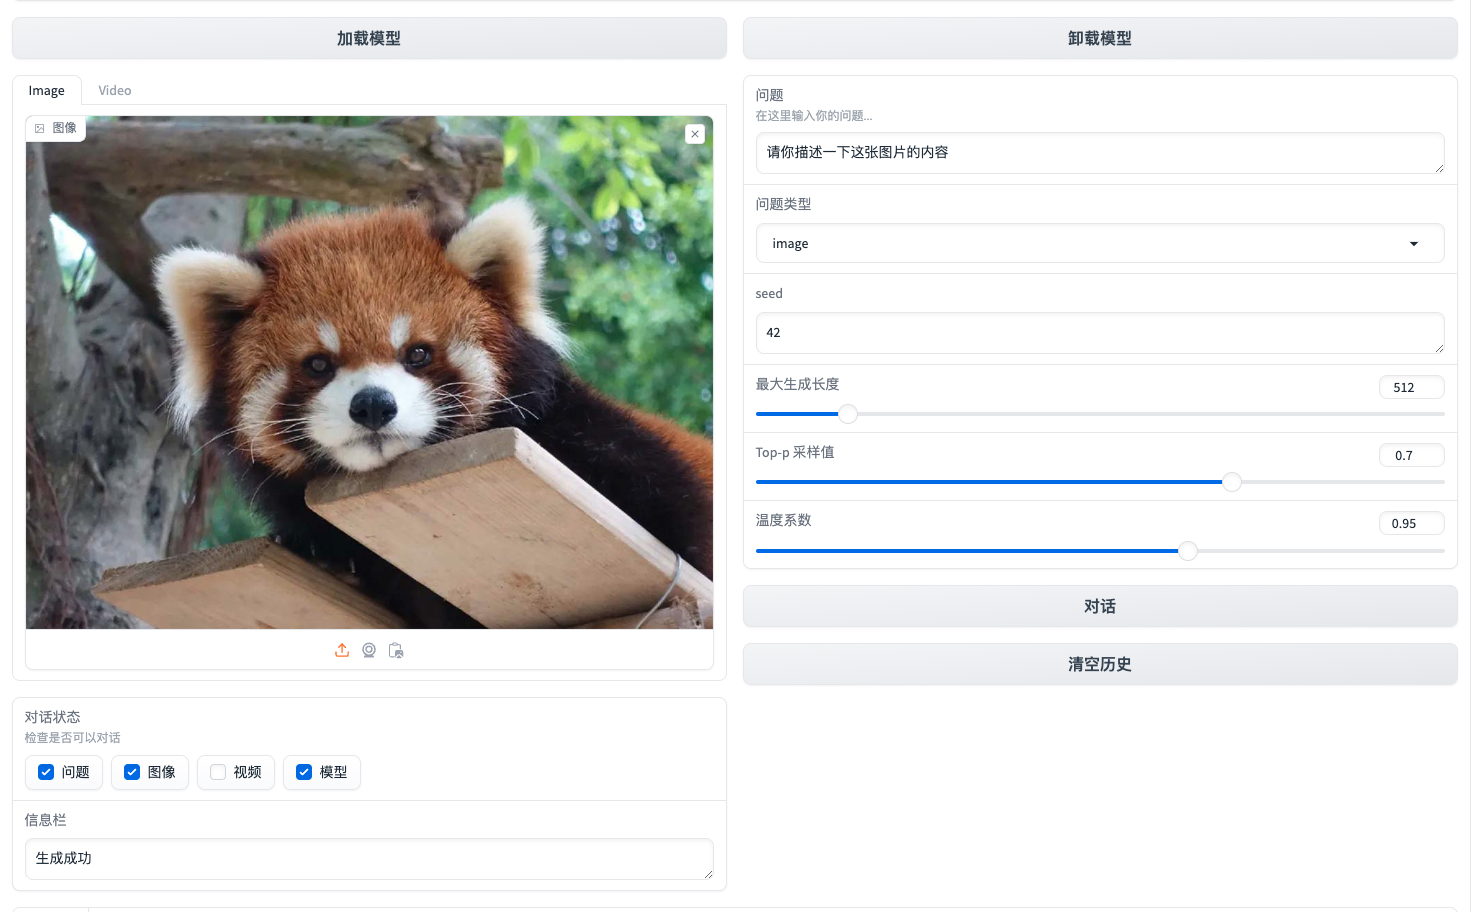 加载模型
卸载模型
Image
Video
图像
问题
在这里输入你的问题...
请你描述一下这张图片的内容
问题类型
image
seed
42
最大生成长度
512
Top-p 采样值
0.7
温度系数
0.95
对话
清空历史
对话状态
检查是否可以对话
问题
图像
视频
模型
信息栏
生成成功